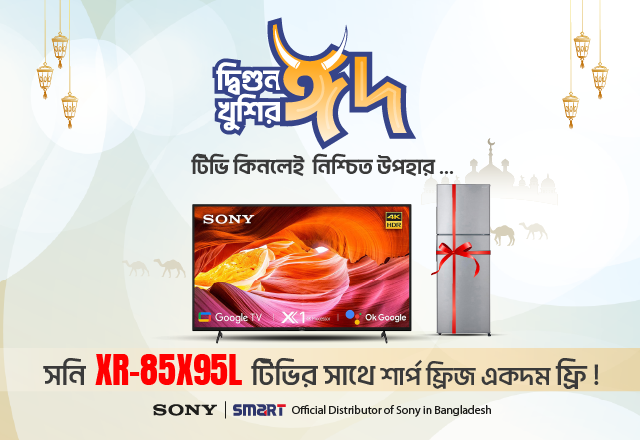 দ্বিগুন
খুশির
ঈদ
টিভি কিনলেই নিশ্চিত উপহার ...
SONY
4K
HDR
Google TV
X1
Ok Google
সনি XR-85X95L টিভির সাথে শার্প ফ্রিজ একদম ফ্রি !
SONY | SMART Official Distributor of Sony in Bangladesh